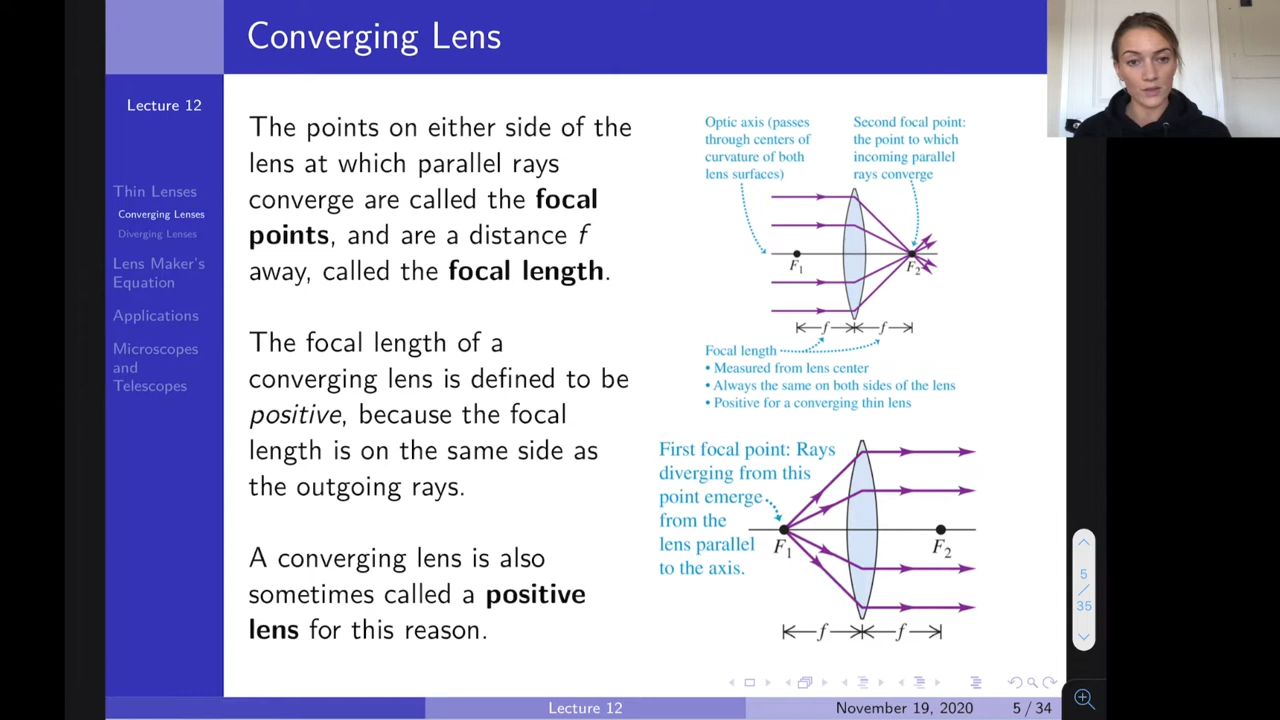 Converging Lens
Lecture 12
Thin Lenses
Converging Lenses
Diverging Lenses
Lens Maker's
Equation
Applications
Microscopes
and
Telescopes
The points on either side of the
lens at which parallel rays
converge are called the focal
points, and are a distance f
away, called the focal length.
The focal length of a
converging lens is defined to be
positive, because the focal
length is on the same side as
the outgoing rays.
A converging lens is also
sometimes called a positive
lens for this reason.
Optic axis (passes
through centers of
curvature of both
lens surfaces)
Second focal point:
the point to which
incoming parallel
rays converge
F₁
F₂
f
f
Focal length
• Measured from lens center
• Always the same on both sides of the lens
• Positive for a converging thin lens
First focal point: Rays
diverging from this
point emerge
from the
lens parallel
to the axis.
F₁
F₂
f
f
5
/
35
Lecture 12
November 19, 2020
5 / 34